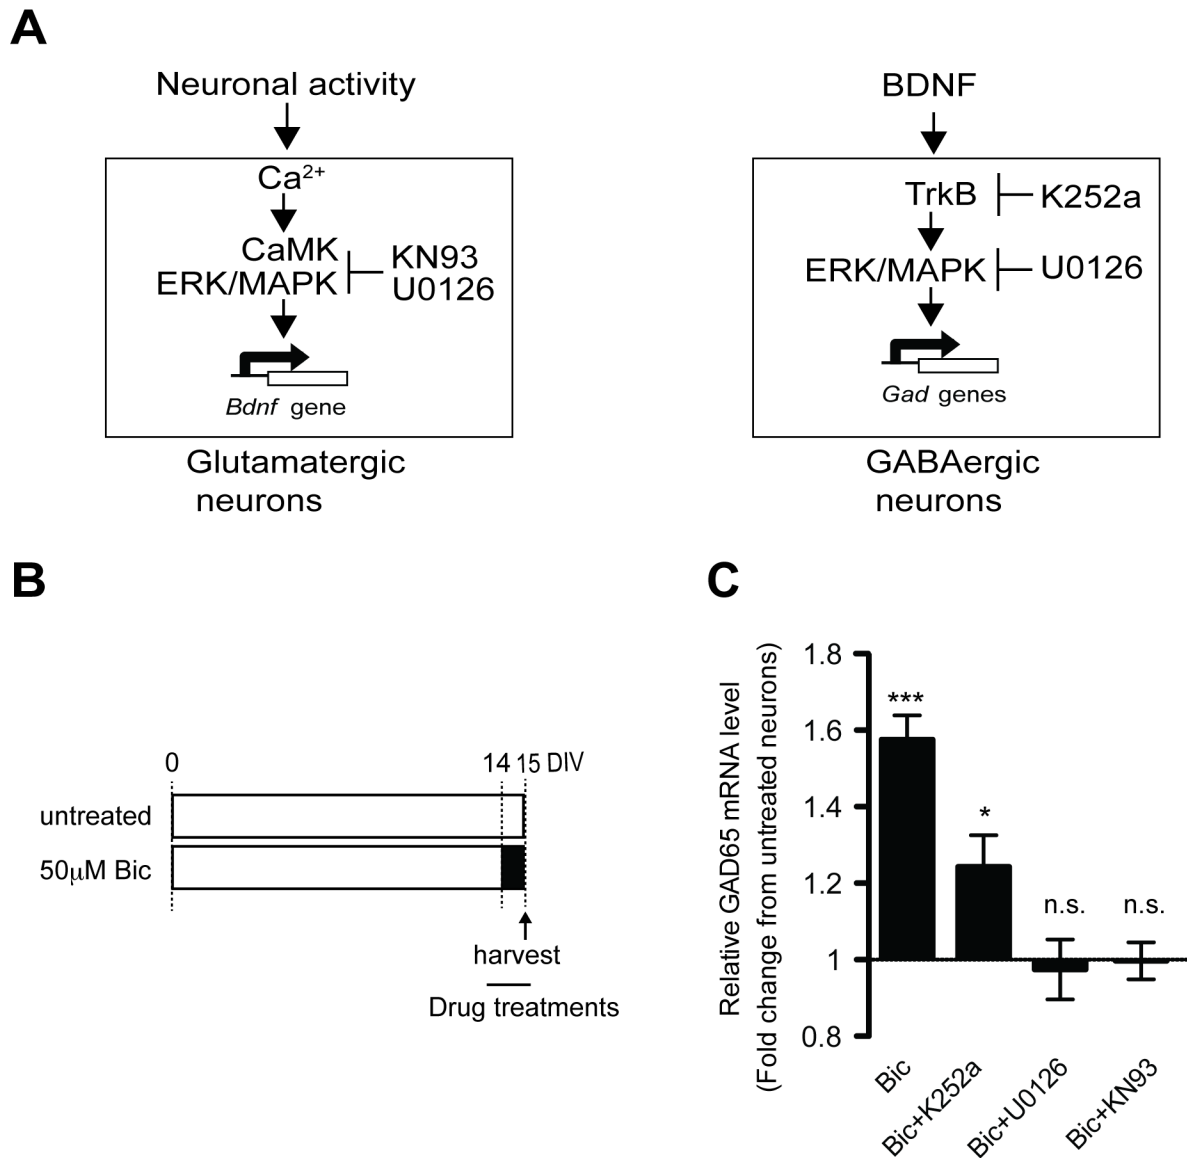 A
Neuronal activity
Ca²⁺
CaMK
ERK/MAPK
KN93
U0126
Bdnf gene
Glutamatergic
neurons
BDNF
TrkB
K252a
ERK/MAPK
U0126
Gad genes
GABAergic
neurons
B
0 14 15 DIV
untreated
50μM Bic
harvest
Drug treatments
C
Relative GAD65 mRNA level
(Fold change from untreated neurons)
1.8
1.6
1.4
1.2
1
0.8
***
*
n.s.
n.s.
Bic
Bic+K252a
Bic+U0126
Bic+KN93